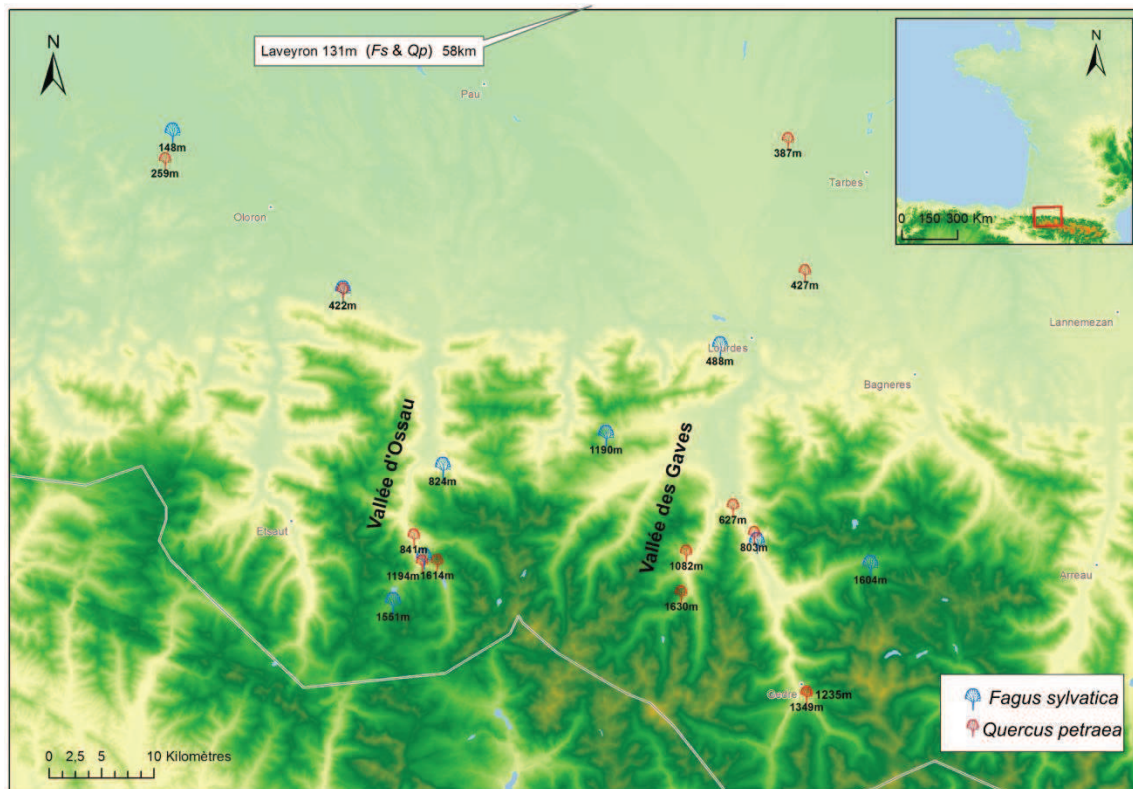 Laveyron 131m (Fs & Qp) 58km
N
N
Pau
148m
259m
387m
Tarbes
0 150 300 Km
Oloron
422m
427m
Lannemezan
Lourdes
488m
Bagneres
1190m
Vallée d'Ossau
824m
Vallée des Gaves
627m
Etsaut
841m
803m
1194m
1614m
1082m
1604m
Arreau
1551m
1630m
1235m
1349m
Fagus sylvatica
Quercus petraea
0 2,5 5 10 Kilomètres